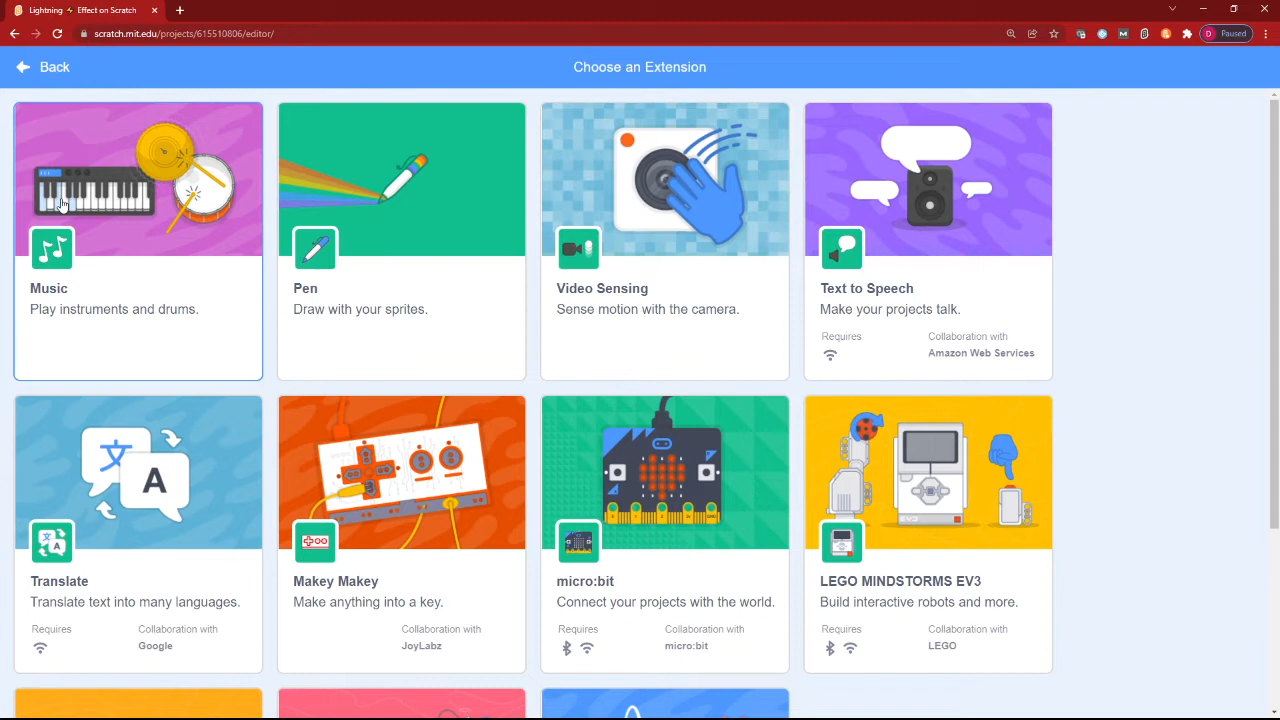 Lightning ⚡ Effect on Scratch
scratch.mit.edu/projects/615510806/editor/
D Paused
Back
Choose an Extension
Music
Play instruments and drums.
Pen
Draw with your sprites.
Video Sensing
Sense motion with the camera.
Text to Speech
Make your projects talk.
Requires
Collaboration with
Amazon Web Services
文 A
EV3
Translate
Translate text into many languages.
Requires
Collaboration with
Google
Makey Makey
Make anything into a key.
Collaboration with
JoyLabz
micro:bit
Connect your projects with the world.
Requires
Collaboration with
micro:bit
LEGO MINDSTORMS EV3
Build interactive robots and more.
Requires
Collaboration with
LEGO